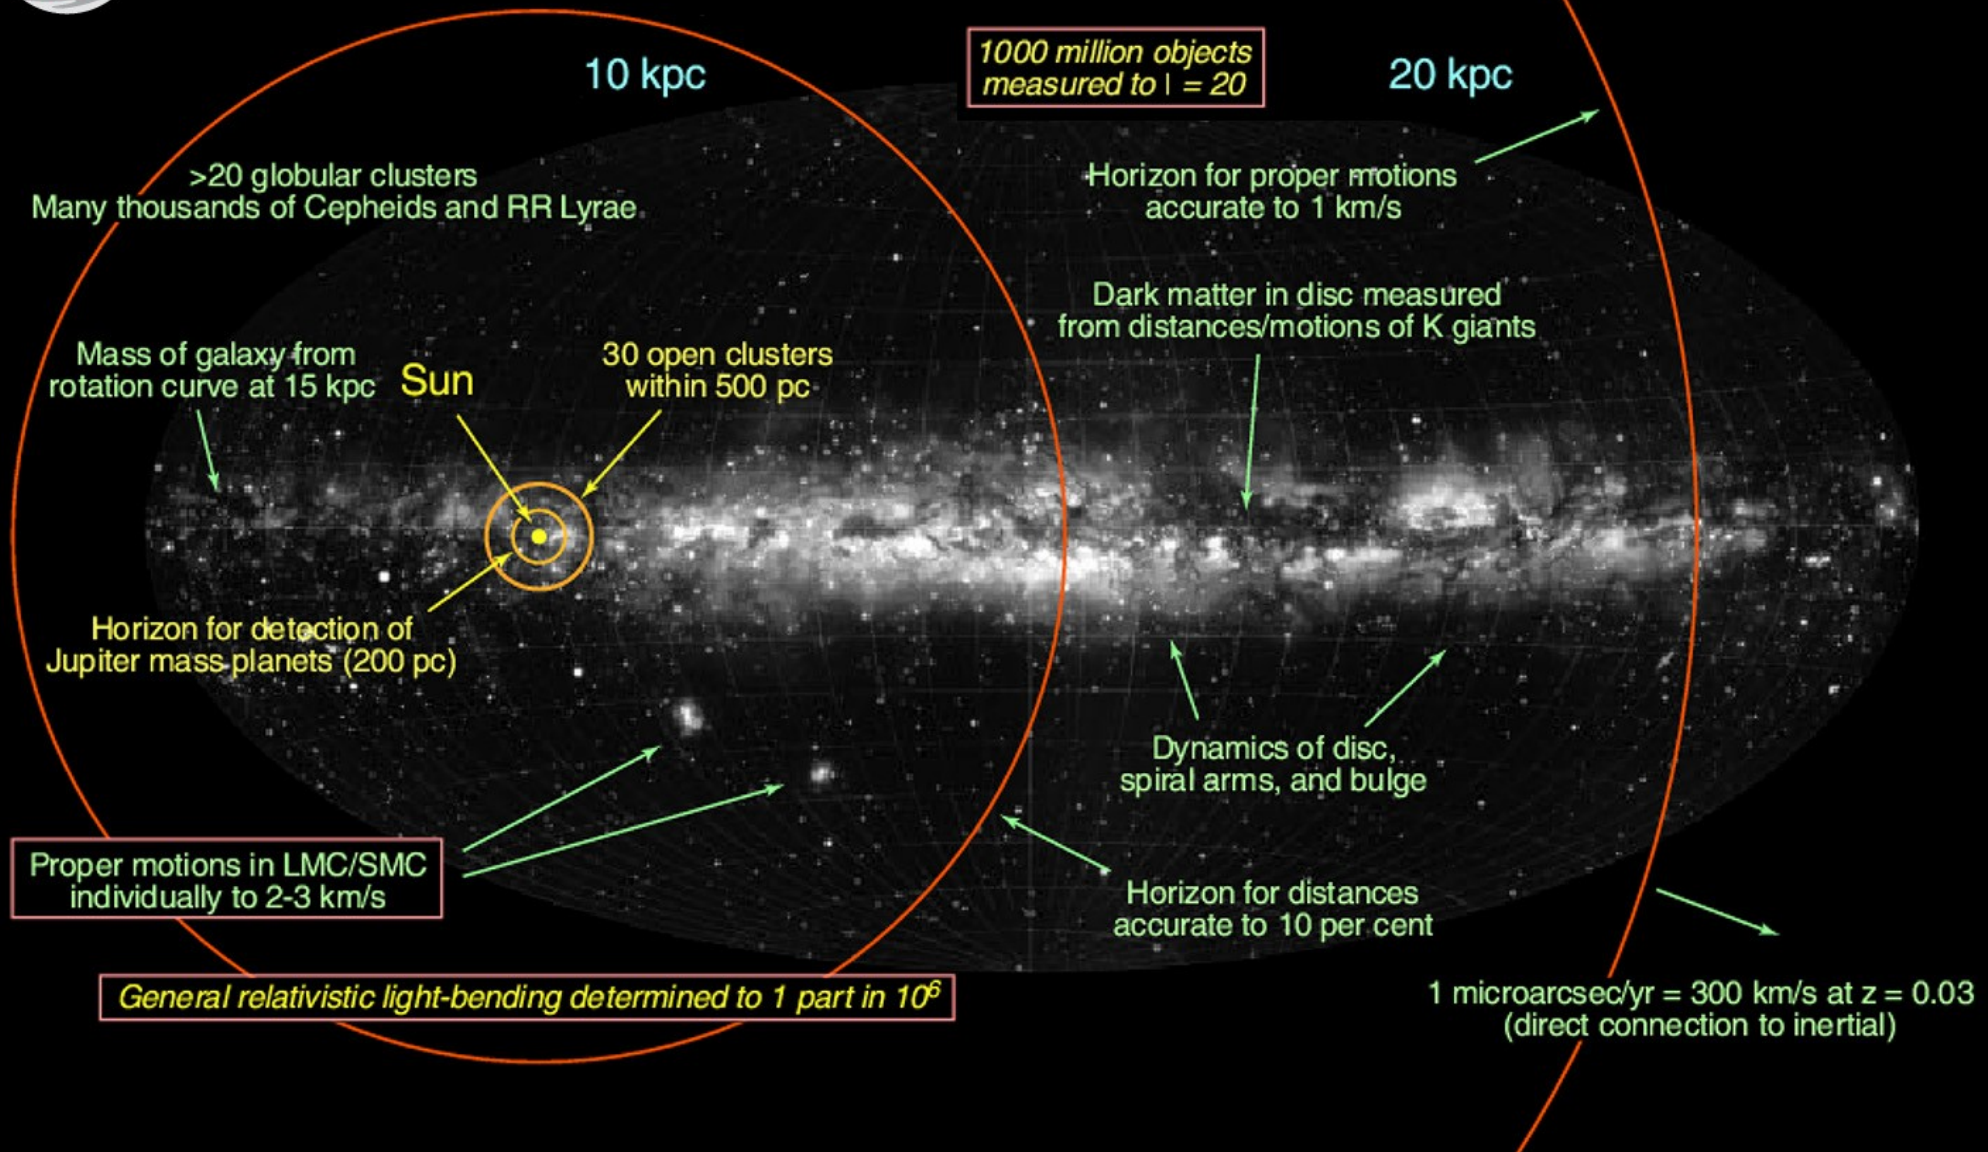 10 kpc
1000 million objects
measured to I = 20
20 kpc
>20 globular clusters
Many thousands of Cepheids and RR Lyrae
Horizon for proper motions
accurate to 1 km/s
Dark matter in disc measured
from distances/motions of K giants
Mass of galaxy from
rotation curve at 15 kpc
Sun
30 open clusters
within 500 pc
Horizon for detection of
Jupiter mass planets (200 pc)
Dynamics of disc,
spiral arms, and bulge
Proper motions in LMC/SMC
individually to 2-3 km/s
Horizon for distances
accurate to 10 per cent
General relativistic light-bending determined to 1 part in 10⁶
1 microarcsec/yr = 300 km/s at z = 0.03
(direct connection to inertial)